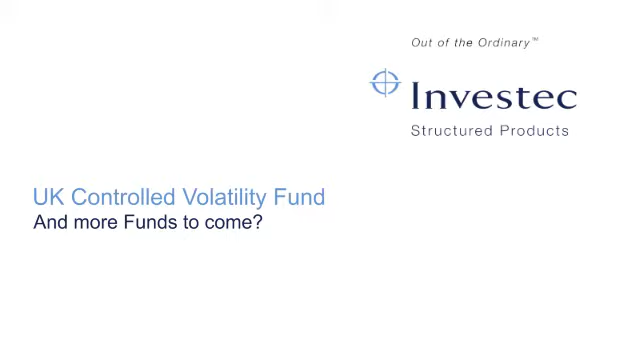 Out of the Ordinary™
Investec
Structured Products
UK Controlled Volatility Fund
And more Funds to come?